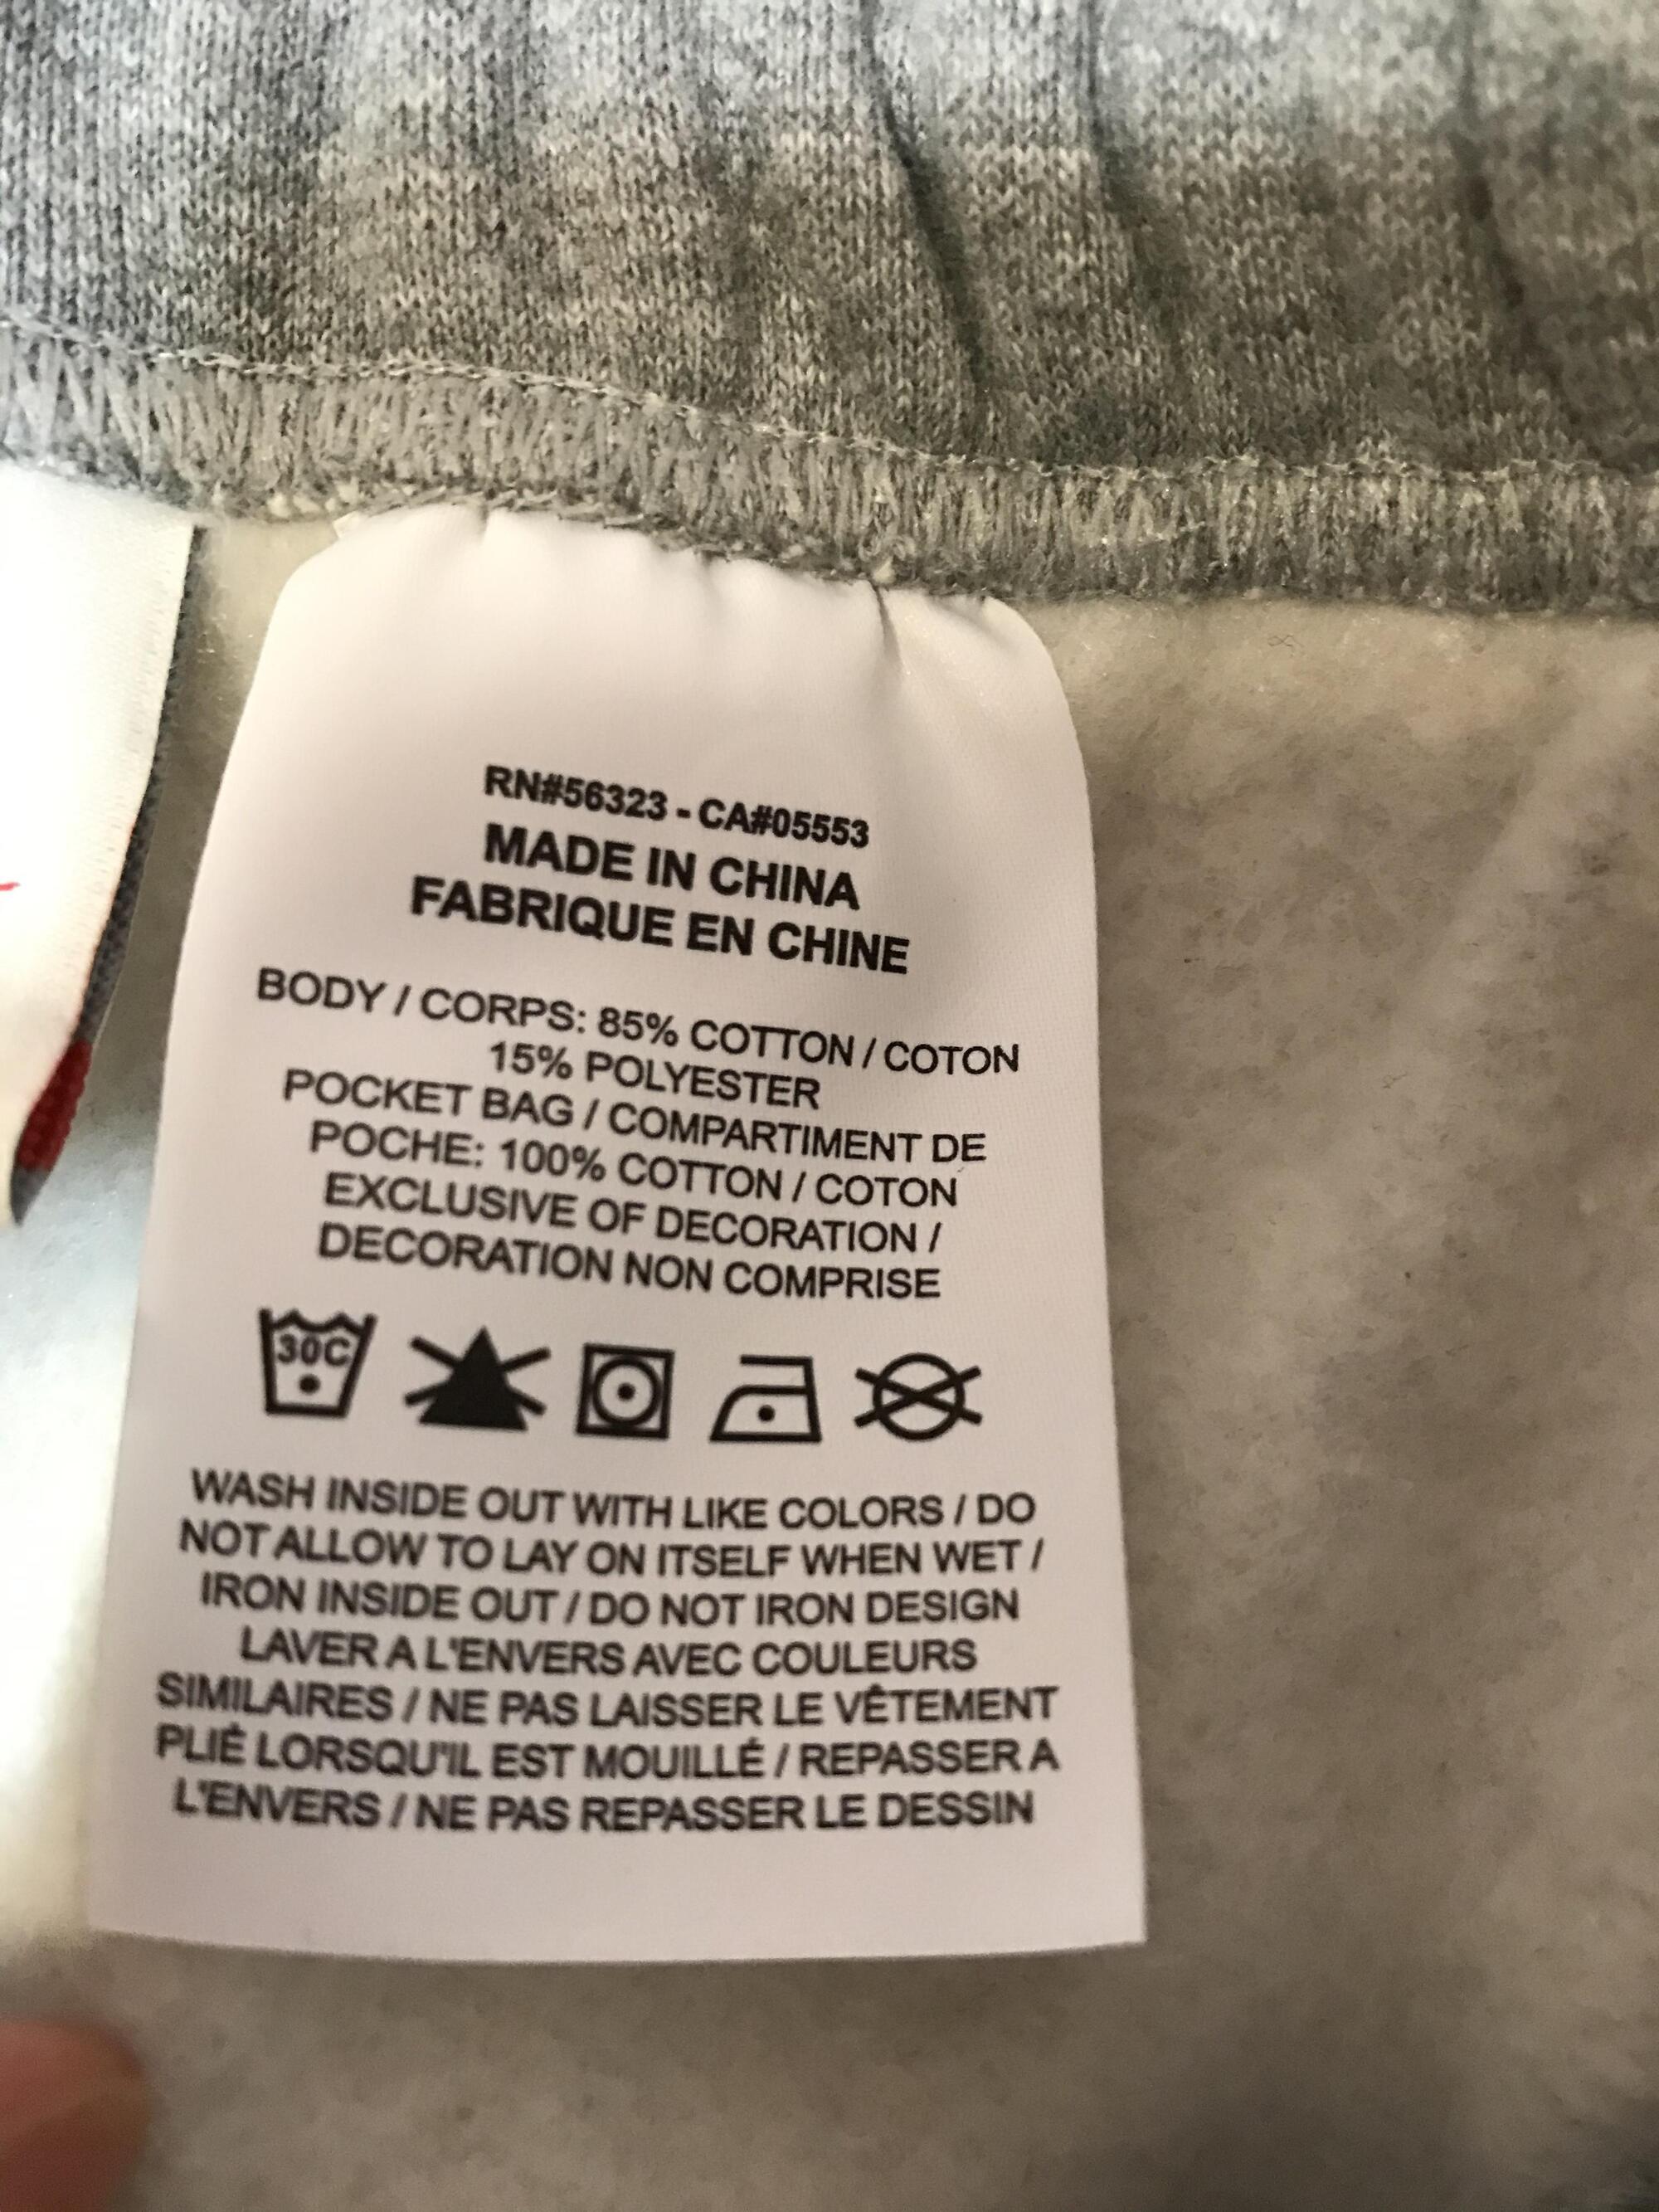 RN#56323 - CA#05553
MADE IN CHINA
FABRIQUE EN CHINE
BODY / CORPS: 85% COTTON / COTON
15% POLYESTER
POCKET BAG / COMPARTIMENT DE
POCHE: 100% COTTON / COTON
EXCLUSIVE OF DECORATION /
DECORATION NON COMPRISE
30C
WASH INSIDE OUT WITH LIKE COLORS / DO
NOT ALLOW TO LAY ON ITSELF WHEN WET /
IRON INSIDE OUT / DO NOT IRON DESIGN
LAVER A L'ENVERS AVEC COULEURS
SIMILAIRES / NE PAS LAISSER LE VÊTEMENT
PLIÉ LORSQU'IL EST MOUILLÉ / REPASSER A
L'ENVERS / NE PAS REPASSER LE DESSIN